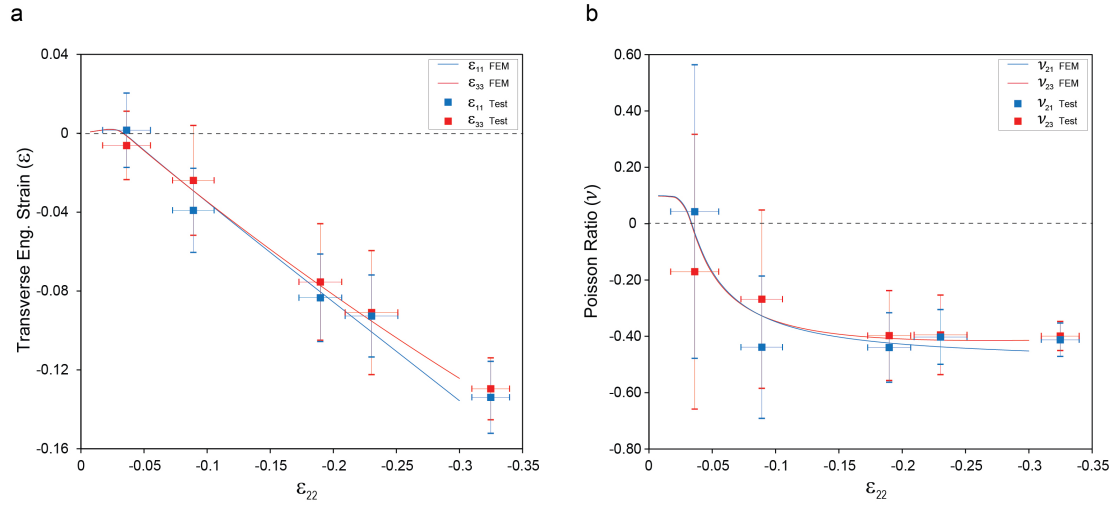 a
b
0.04
0
-0.04
-0.08
-0.12
-0.16
Transverse Eng. Strain (ε)
0
-0.05
-0.1
-0.15
-0.2
-0.25
-0.3
-0.35
ε22
ε11 FEM
ε33 FEM
ε11 Test
ε33 Test
0.60
0.40
0.20
0
-0.20
-0.40
-0.60
-0.80
Poisson Ratio (ν)
0
-0.05
-0.1
-0.15
-0.2
-0.25
-0.3
-0.35
ε22
ν21 FEM
ν23 FEM
ν21 Test
ν23 Test